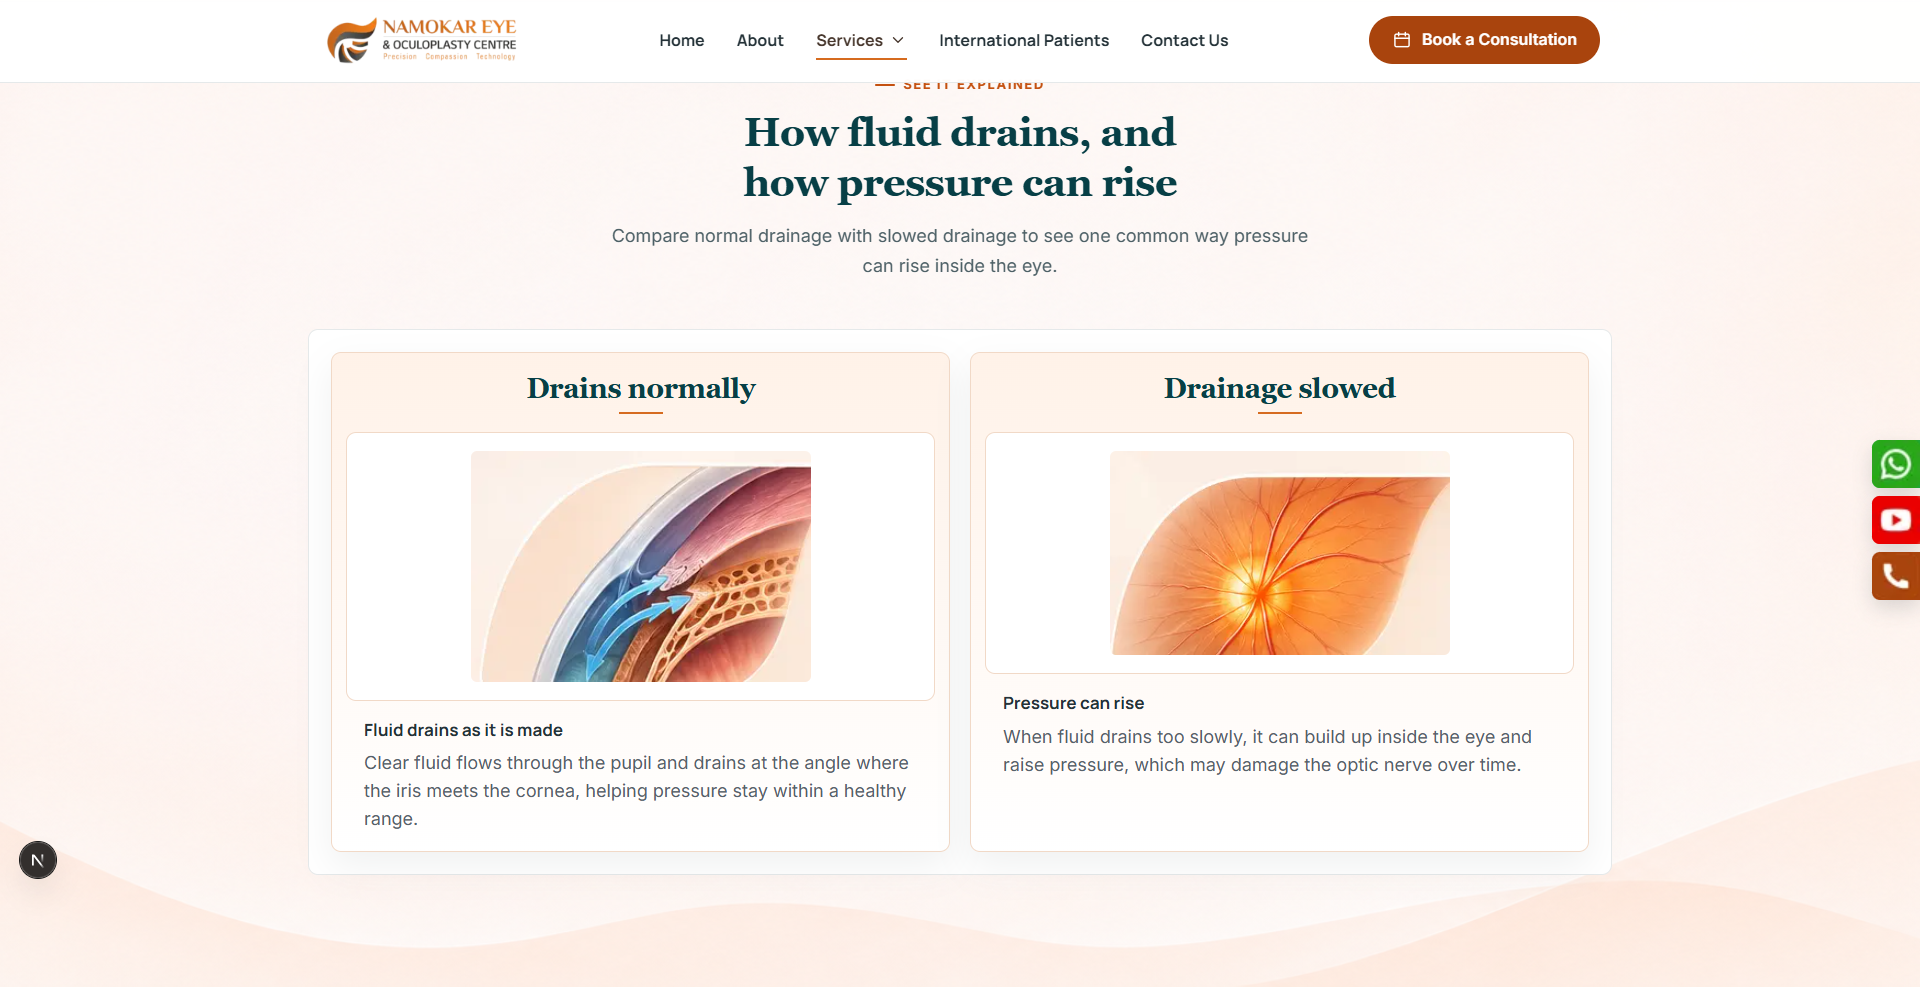 NAMOKAR EYE
& OCULOPLASTY CENTRE
Precision Compassion Technology
Home
About
Services
International Patients
Contact Us
Book a Consultation
SEE IT EXPLAINED
How fluid drains, and
how pressure can rise
Compare normal drainage with slowed drainage to see one common way pressure
can rise inside the eye.
Drains normally
Fluid drains as it is made
Clear fluid flows through the pupil and drains at the angle where
the iris meets the cornea, helping pressure stay within a healthy
range.
Drainage slowed
Pressure can rise
When fluid drains too slowly, it can build up inside the eye and
raise pressure, which may damage the optic nerve over time.
N